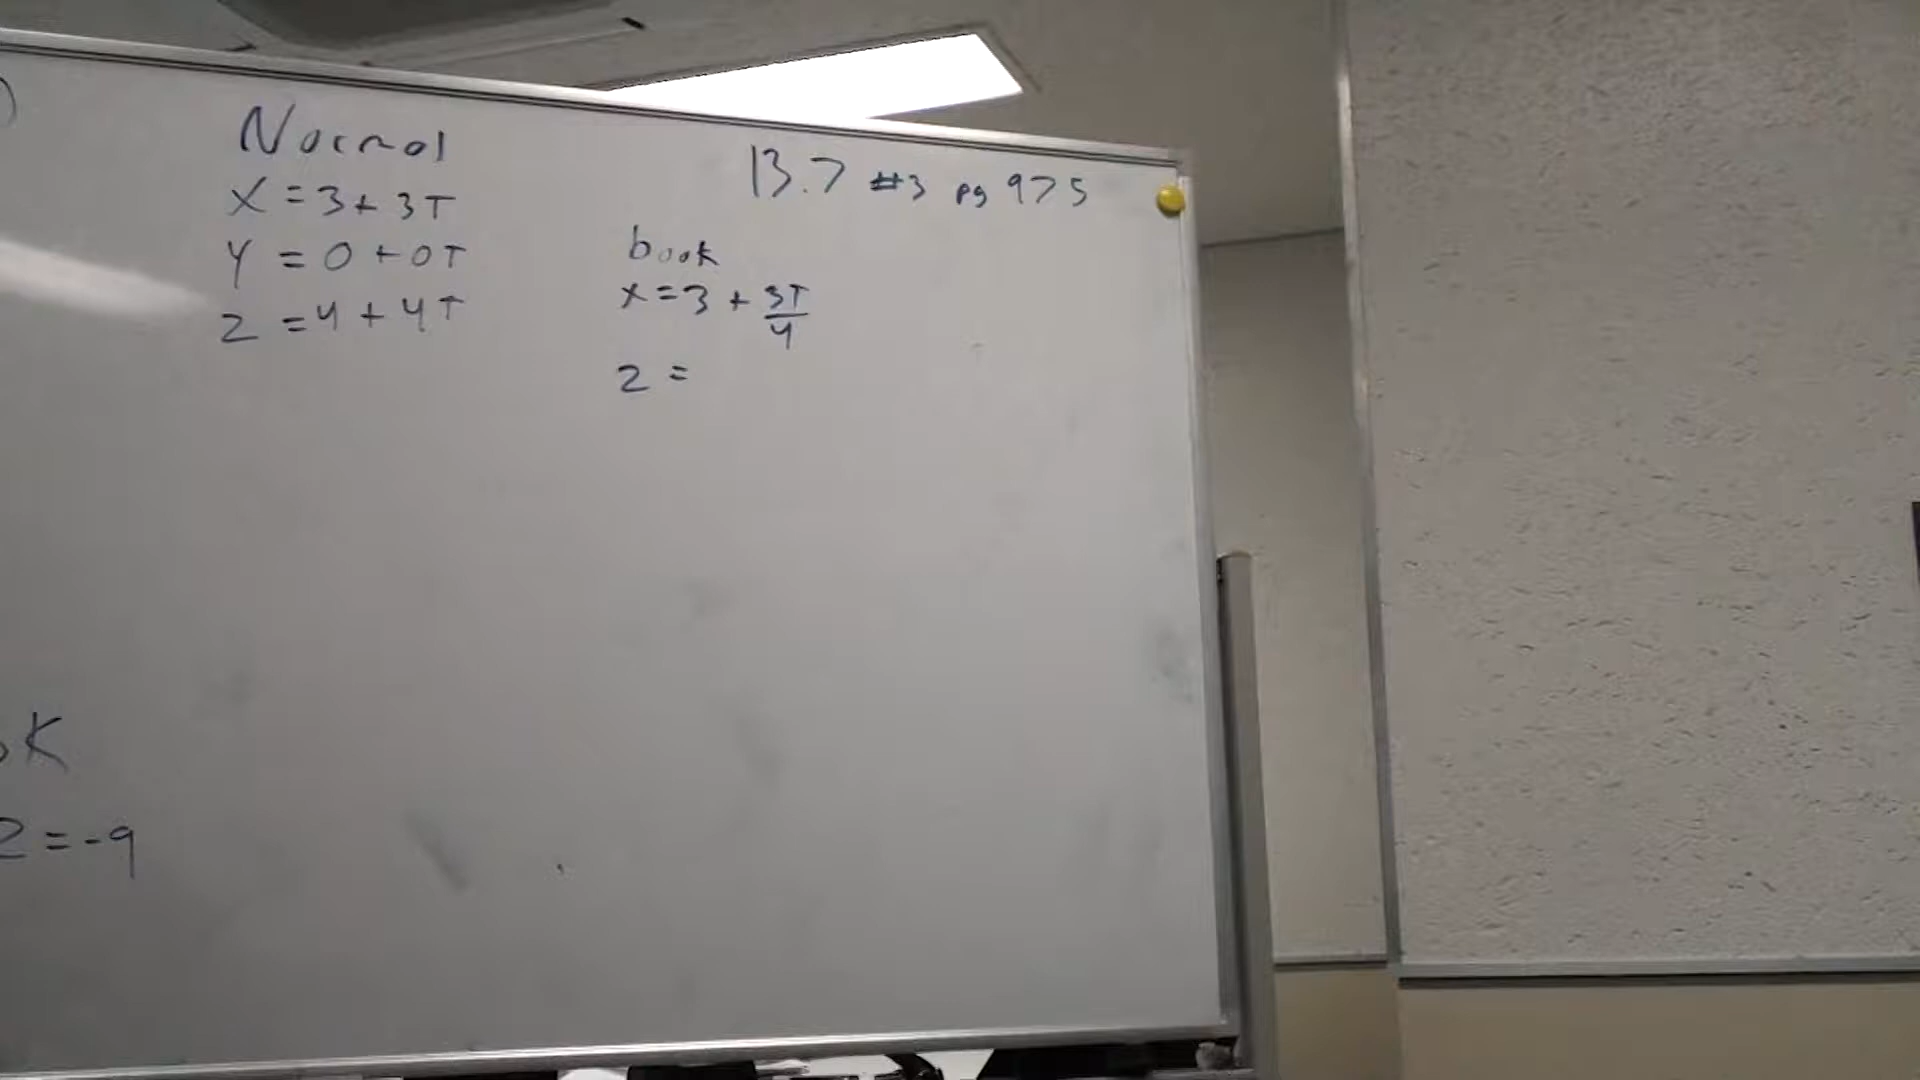 Normal
x = 3 + 3T
y = 0 + 0T
z = 4 + 4T
13.7 #3 pg 975
book
x = 3 + 3T/4
z =
K
z = -9